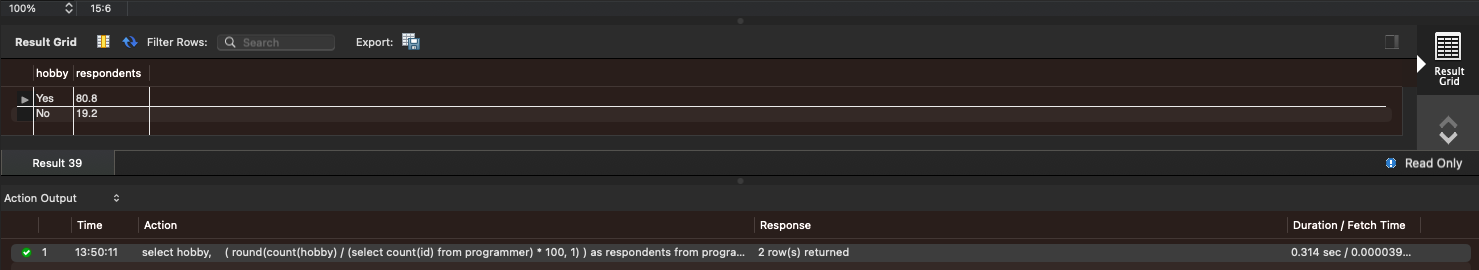 100% 15:6
Result Grid Filter Rows: Search Export:
hobby respondents
Yes 80.8
No 19.2
Result Grid
Result 39 Read Only
Action Output
Time Action Response Duration / Fetch Time
1 13:50:11 select hobby, ( round(count(hobby) / (select count(id) from programmer) * 100, 1) ) as respondents from progra... 2 row(s) returned 0.314 sec / 0.000039...